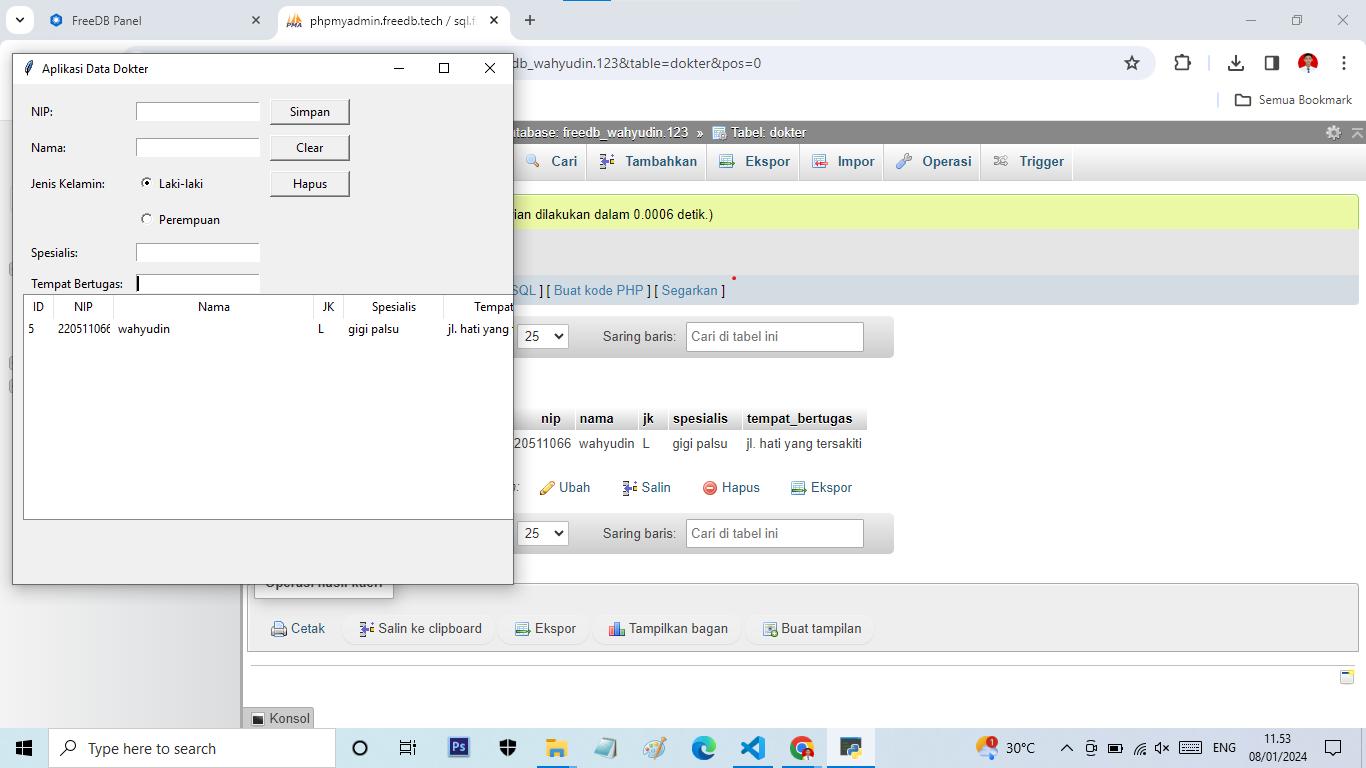 FreeDB Panel
phpmyadmin.freedb.tech / sql.f
PMA
Aplikasi Data Dokter
db_wahyudin.123&table=dokter&pos=0
Semua Bookmark
NIP:
Simpan
Nama:
Clear
Jenis Kelamin:
Laki-laki
Hapus
Perempuan
Spesialis:
Tempat Bertugas:
ID NIP Nama JK Spesialis Tempat
5 220511066 wahyudin L gigi palsu jl. hati yang
atabase: freedb_wahyudin.123 » Tabel: dokter
Cari Tambahkan Ekspor Impor Operasi Trigger
rian dilakukan dalam 0.0006 detik.)
SQL ] [ Buat kode PHP ] [ Segarkan ]
25 Saring baris: Cari di tabel ini
nip nama jk spesialis tempat_bertugas
20511066 wahyudin L gigi palsu jl. hati yang tersakiti
Ubah Salin Hapus Ekspor
25 Saring baris: Cari di tabel ini
Operasi hasil kueri
Cetak Salin ke clipboard Ekspor Tampilkan bagan Buat tampilan
Konsol
Type here to search
Ps
1
30°C
ENG
11.53
08/01/2024